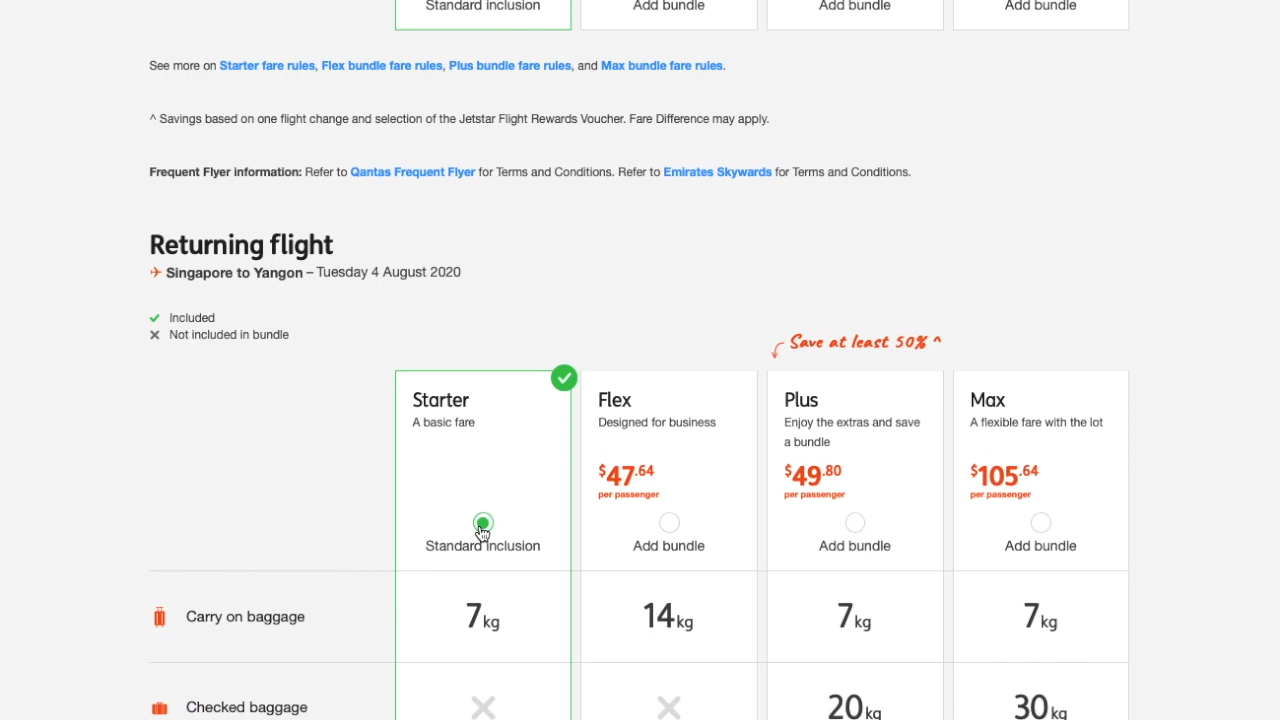 Standard inclusion Add bundle Add bundle Add bundle
See more on Starter fare rules, Flex bundle fare rules, Plus bundle fare rules, and Max bundle fare rules.
^ Savings based on one flight change and selection of the Jetstar Flight Rewards Voucher. Fare Difference may apply.
Frequent Flyer information: Refer to Qantas Frequent Flyer for Terms and Conditions. Refer to Emirates Skywards for Terms and Conditions.
Returning flight
Singapore to Yangon – Tuesday 4 August 2020
Included
Not included in bundle
Save at least 50% ^
Starter Flex Plus Max
A basic fare Designed for business Enjoy the extras and save A flexible fare with the lot
a bundle
$47.64 $49.80 $105.64
per passenger per passenger per passenger
Standard inclusion Add bundle Add bundle Add bundle
Carry on baggage 7kg 14kg 7kg 7kg
Checked baggage 20kg 30kg